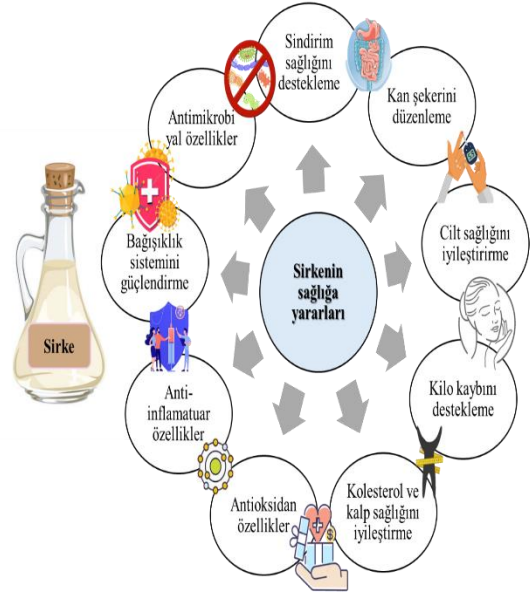 Sindirim
sağlığını
destekleme
Kan şekerini
düzenleme
Cilt sağlığını
iyileştirirme
Kilo kaybını
destekleme
Kolesterol ve
kalp sağlığını
iyileştirme
Antioksidan
özellikler
Anti-
inflamatuar
özellikler
Bağışıklık
sistemini
güçlendirme
Antimikrobi
yal özellikler
Sirkenin
sağlığa
yararları
Sirke